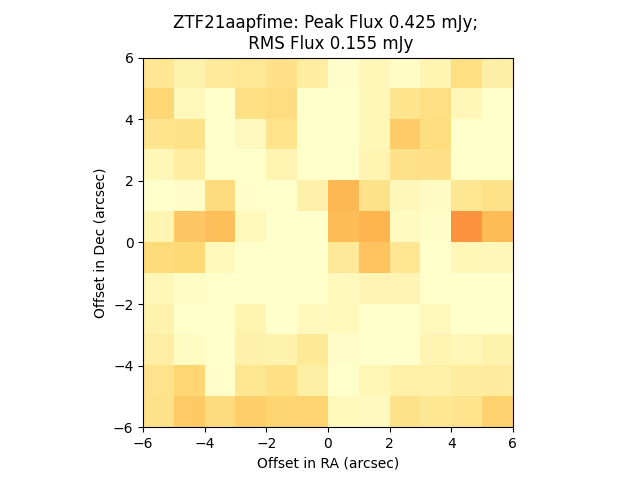 ZTF21aapfime: Peak Flux 0.425 mJy;
RMS Flux 0.155 mJy
6
4
2
0
−2
−4
−6
Offset in Dec (arcsec)
−6 −4 −2 0 2 4 6
Offset in RA (arcsec)